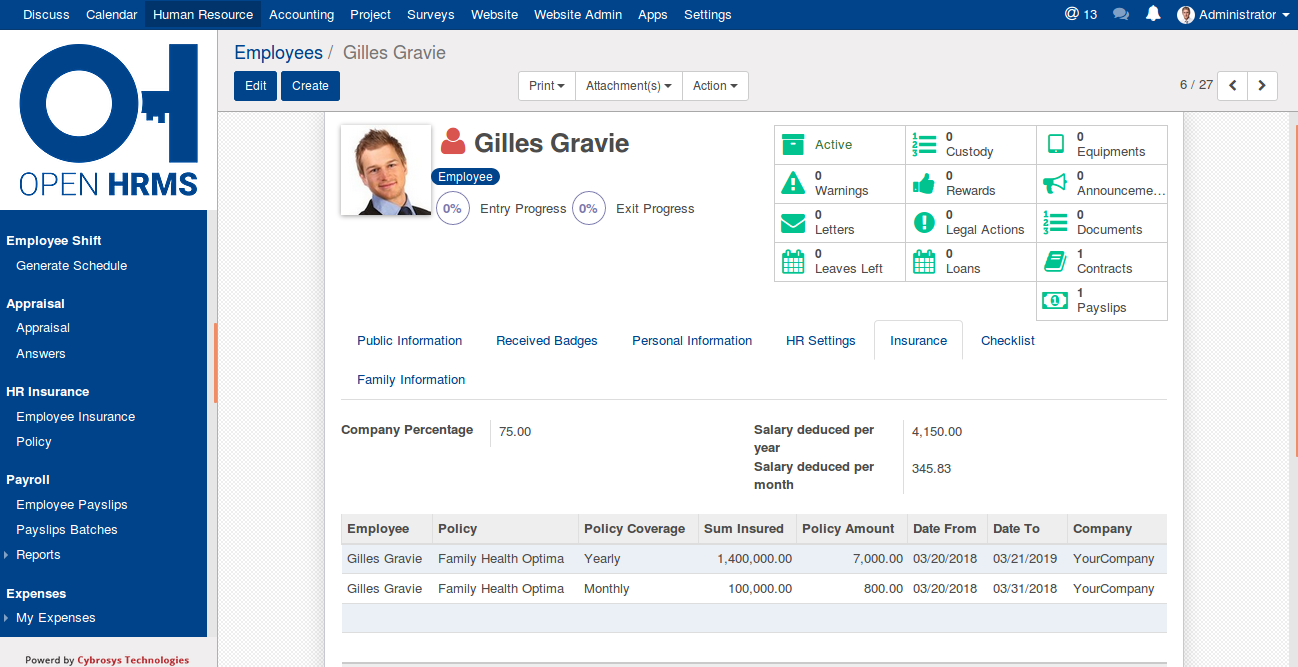 Discuss Calendar Human Resource Accounting Project Surveys Website Website Admin Apps Settings @ 13 Administrator
OPEN HRMS
Employees / Gilles Gravie
Edit Create Print Attachment(s) Action 6 / 27
Employee Shift
Generate Schedule
Appraisal
Appraisal
Answers
HR Insurance
Employee Insurance
Policy
Payroll
Employee Payslips
Payslips Batches
Reports
Expenses
My Expenses
Powerd by Cybrosys Technologies
Gilles Gravie
Employee
0% Entry Progress 0% Exit Progress
Active
0
Custody
0
Equipments
0
Warnings
0
Rewards
0
Announceme...
0
Letters
0
Legal Actions
0
Documents
0
Leaves Left
0
Loans
1
Contracts
1
Payslips
Public Information Received Badges Personal Information HR Settings Insurance Checklist
Family Information
Company Percentage 75.00
Salary deduced per year 4,150.00
Salary deduced per month 345.83
Employee Policy Policy Coverage Sum Insured Policy Amount Date From Date To Company
Gilles Gravie Family Health Optima Yearly 1,400,000.00 7,000.00 03/20/2018 03/21/2019 YourCompany
Gilles Gravie Family Health Optima Monthly 100,000.00 800.00 03/20/2018 03/31/2018 YourCompany